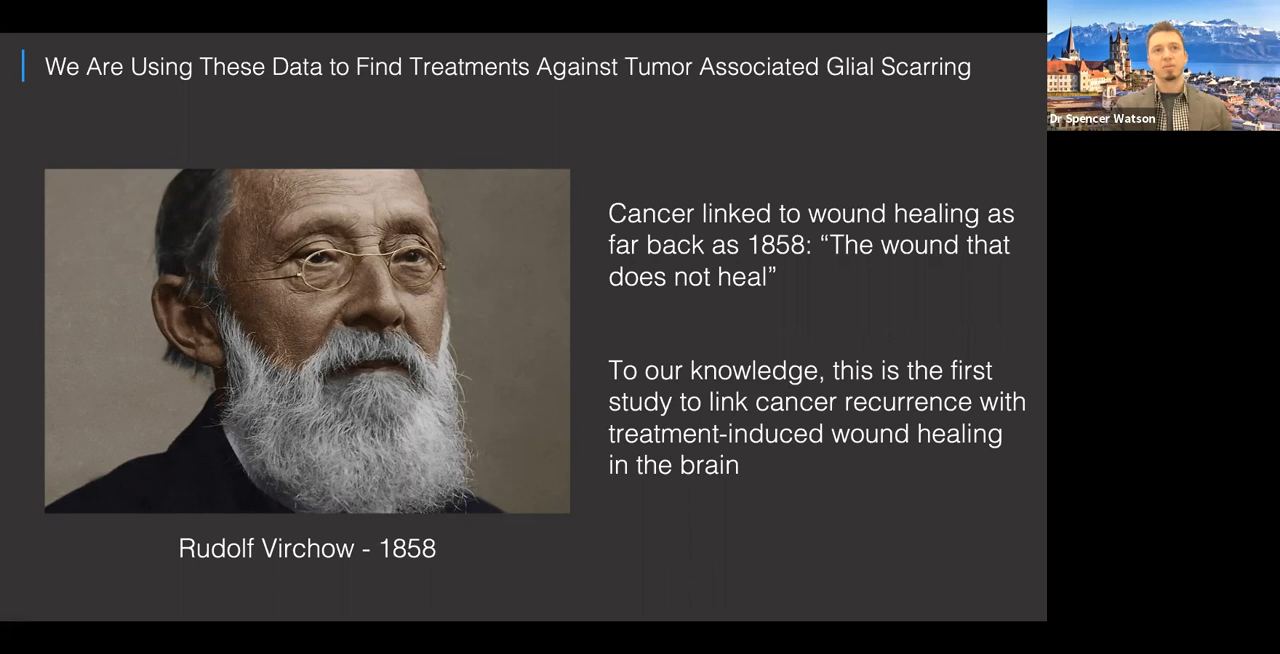 We Are Using These Data to Find Treatments Against Tumor Associated Glial Scarring
Dr Spencer Watson
Cancer linked to wound healing as
far back as 1858: “The wound that
does not heal”
To our knowledge, this is the first
study to link cancer recurrence with
treatment-induced wound healing
in the brain
Rudolf Virchow - 1858